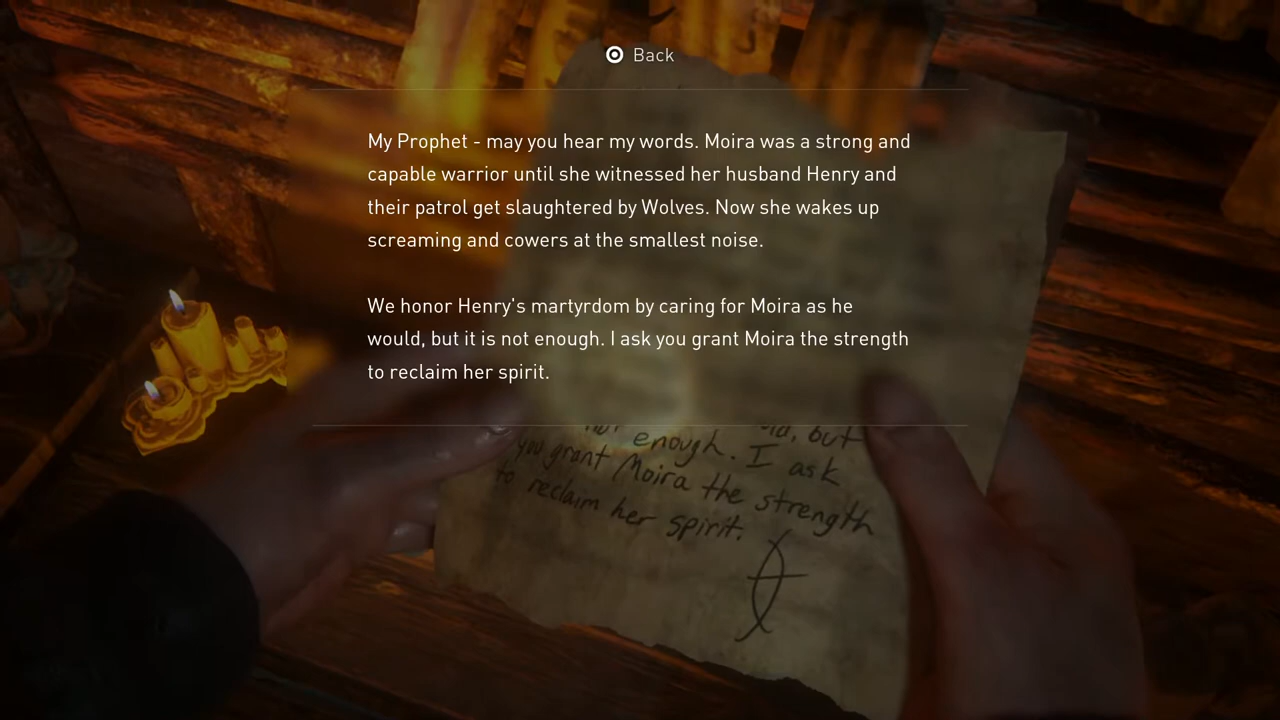 Back
My Prophet - may you hear my words. Moira was a strong and
capable warrior until she witnessed her husband Henry and
their patrol get slaughtered by Wolves. Now she wakes up
screaming and cowers at the smallest noise.
We honor Henry's martyrdom by caring for Moira as he
would, but it is not enough. I ask you grant Moira the strength
to reclaim her spirit.
but
enough. I ask
you grant Moira the strength
to reclaim her spirit.